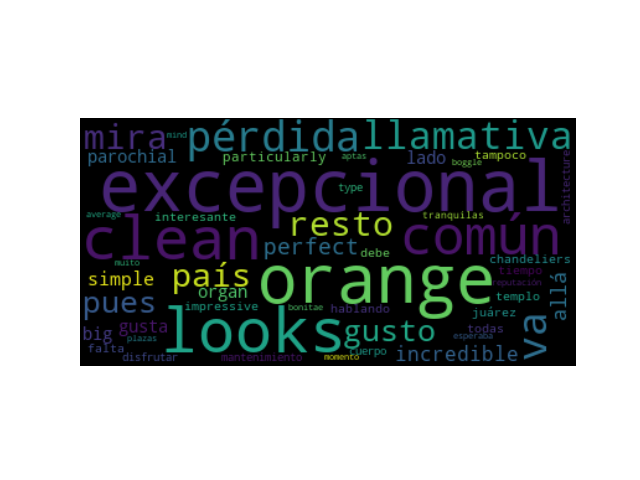 mira mind pérdida llamativa
parochial particularly aptas lado tampoco
boggle
excepcional type architecture
average interesante tranquilas
clean resto común
perfect debe chandeliers
simple país orange tiempo allá
organ reputación
muito
pues impressive bonitae hablando templo
juárez
big gusta looks gusto todas va
plazas esperaba
falta cuerpo incredible
disfrutar mantenimiento momento